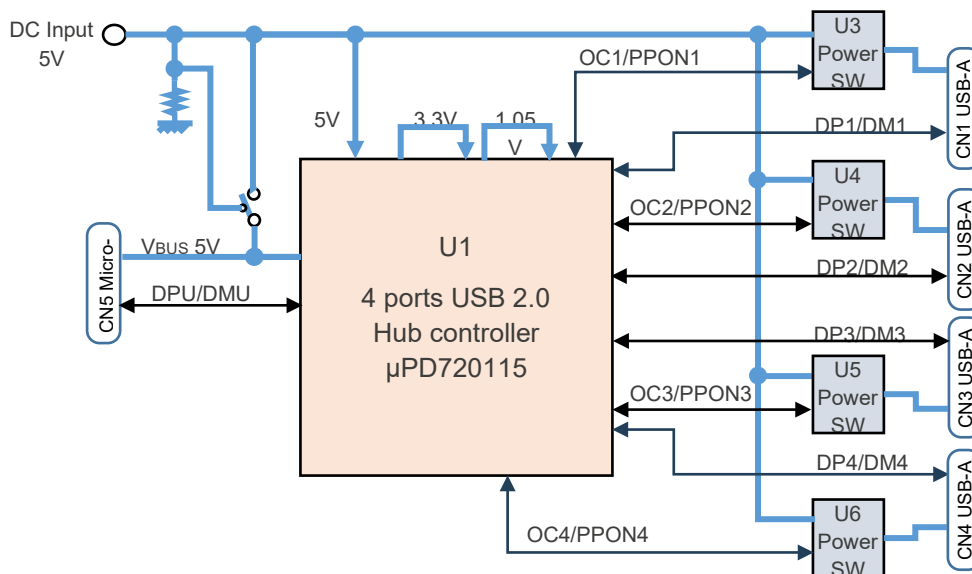 DC Input
5V
5V
3.3V
1.05
V
OC1/PPON1
U3
Power
SW
CN1 USB-A
DP1/DM1
U4
Power
SW
OC2/PPON2
CN2 USB-A
DP2/DM2
VBUS 5V
CN5 Micro-
DPU/DMU
U1
4 ports USB 2.0
Hub controller
µPD720115
DP3/DM3
CN3 USB-A
U5
Power
SW
OC3/PPON3
DP4/DM4
CN4 USB-A
U6
Power
SW
OC4/PPON4